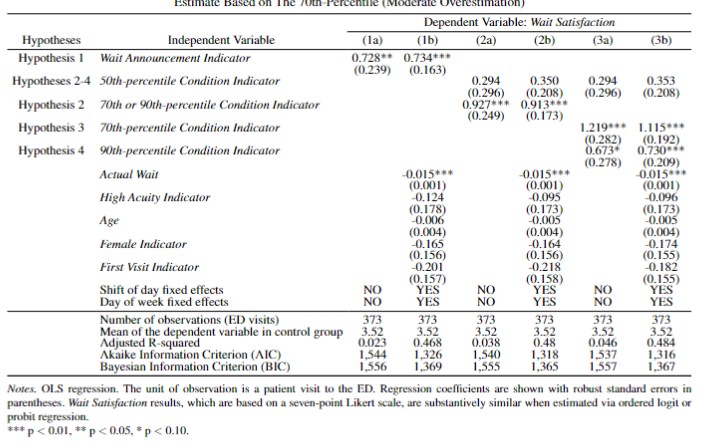 Estimate Based on The 70th-Percentile (Moderate Overestimation)
Dependent Variable: Wait Satisfaction
Hypotheses Independent Variable (1a) (1b) (2a) (2b) (3a) (3b)
Hypothesis 1 Wait Announcement Indicator 0.728** 0.734***
(0.239) (0.163)
Hypotheses 2-4 50th-percentile Condition Indicator 0.294 0.350 0.294 0.353
(0.296) (0.208) (0.296) (0.208)
Hypothesis 2 70th or 90th-percentile Condition Indicator 0.927*** 0.913***
(0.249) (0.173)
Hypothesis 3 70th-percentile Condition Indicator 1.219*** 1.115***
(0.282) (0.192)
Hypothesis 4 90th-percentile Condition Indicator 0.673* 0.730***
(0.278) (0.209)
Actual Wait -0.015*** -0.015*** -0.015***
(0.001) (0.001) (0.001)
High Acuity Indicator -0.124 -0.095 -0.096
(0.178) (0.173) (0.173)
Age -0.006 -0.005 -0.005
(0.004) (0.004) (0.004)
Female Indicator -0.165 -0.164 -0.174
(0.156) (0.156) (0.155)
First Visit Indicator -0.201 -0.218 -0.182
(0.157) (0.158) (0.155)
Shift of day fixed effects NO YES NO YES NO YES
Day of week fixed effects NO YES NO YES NO YES
Number of observations (ED visits) 373 373 373 373 373 373
Mean of the dependent variable in control group 3.52 3.52 3.52 3.52 3.52 3.52
Adjusted R-squared 0.023 0.468 0.038 0.48 0.046 0.484
Akaike Information Criterion (AIC) 1,544 1,326 1,540 1,318 1,537 1,316
Bayesian Information Criterion (BIC) 1,556 1,369 1,555 1,365 1,557 1,367
Notes. OLS regression. The unit of observation is a patient visit to the ED. Regression coefficients are shown with robust standard errors in
parentheses. Wait Satisfaction results, which are based on a seven-point Likert scale, are substantively similar when estimated via ordered logit or
probit regression.
*** p < 0.01, ** p < 0.05, * p < 0.10.